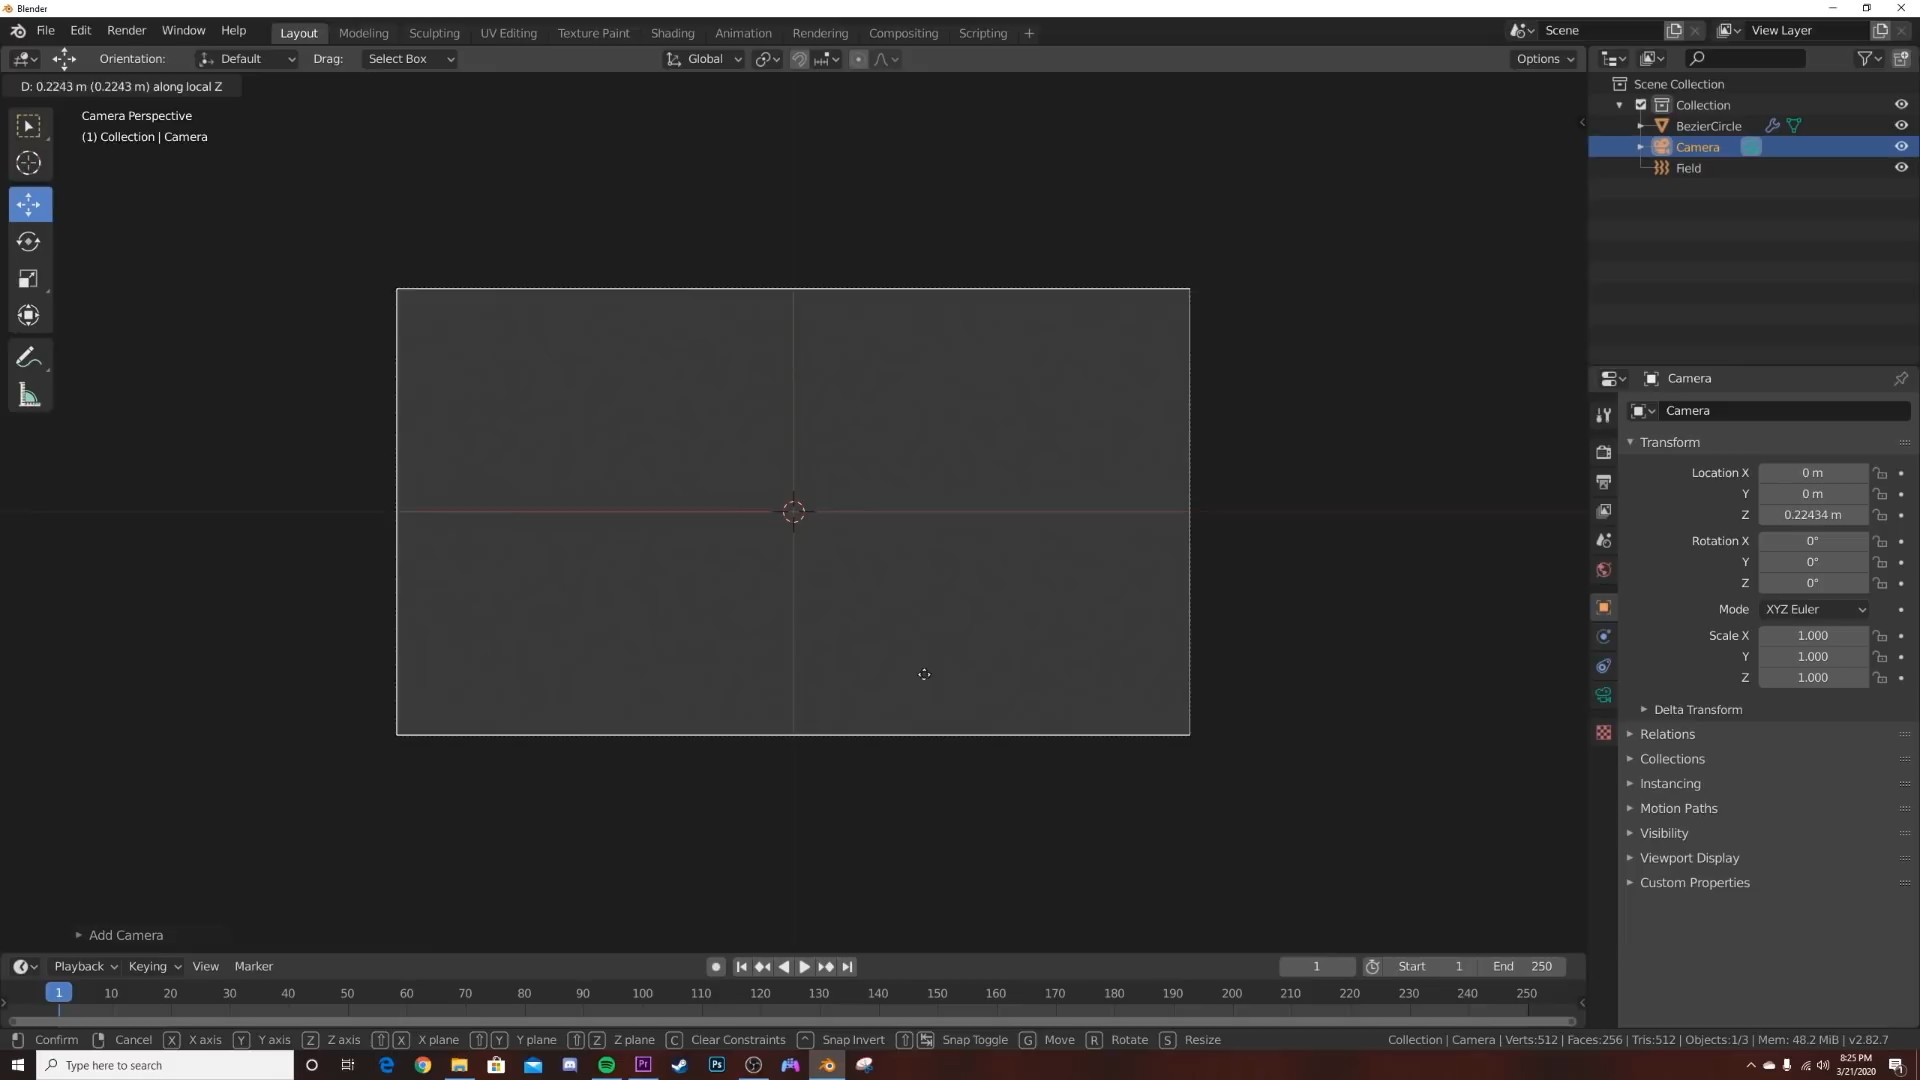 Blender
File Edit Render Window Help Layout Modeling Sculpting UV Editing Texture Paint Shading Animation Rendering Compositing Scripting + Scene View Layer
Orientation: Default Drag: Select Box Global Options
D: 0.2243 m (0.2243 m) along local Z
Camera Perspective
(1) Collection | Camera
Scene Collection
Collection
BezierCircle
Camera
Field
Camera
Camera
Transform
Location X 0 m
Y 0 m
Z 0.22434 m
Rotation X 0°
Y 0°
Z 0°
Mode XYZ Euler
Scale X 1.000
Y 1.000
Z 1.000
Delta Transform
Relations
Collections
Instancing
Motion Paths
Visibility
Viewport Display
Custom Properties
Add Camera
Playback Keying View Marker 1 Start 1 End 250
1 10 20 30 40 50 60 70 80 90 100 110 120 130 140 150 160 170 180 190 200 210 220 230 240 250
Confirm Cancel X X axis Y Y axis Z Z axis X X plane Y Y plane Z Z plane C Clear Constraints ^ Snap Invert Snap Toggle G Move R Rotate S Resize Collection | Camera | Verts:512 | Faces:256 | Tris:512 | Objects:1/3 | Mem: 48.2 MiB | v2.82.7
Type here to search Pr Ps 8:25 PM
3/21/2020